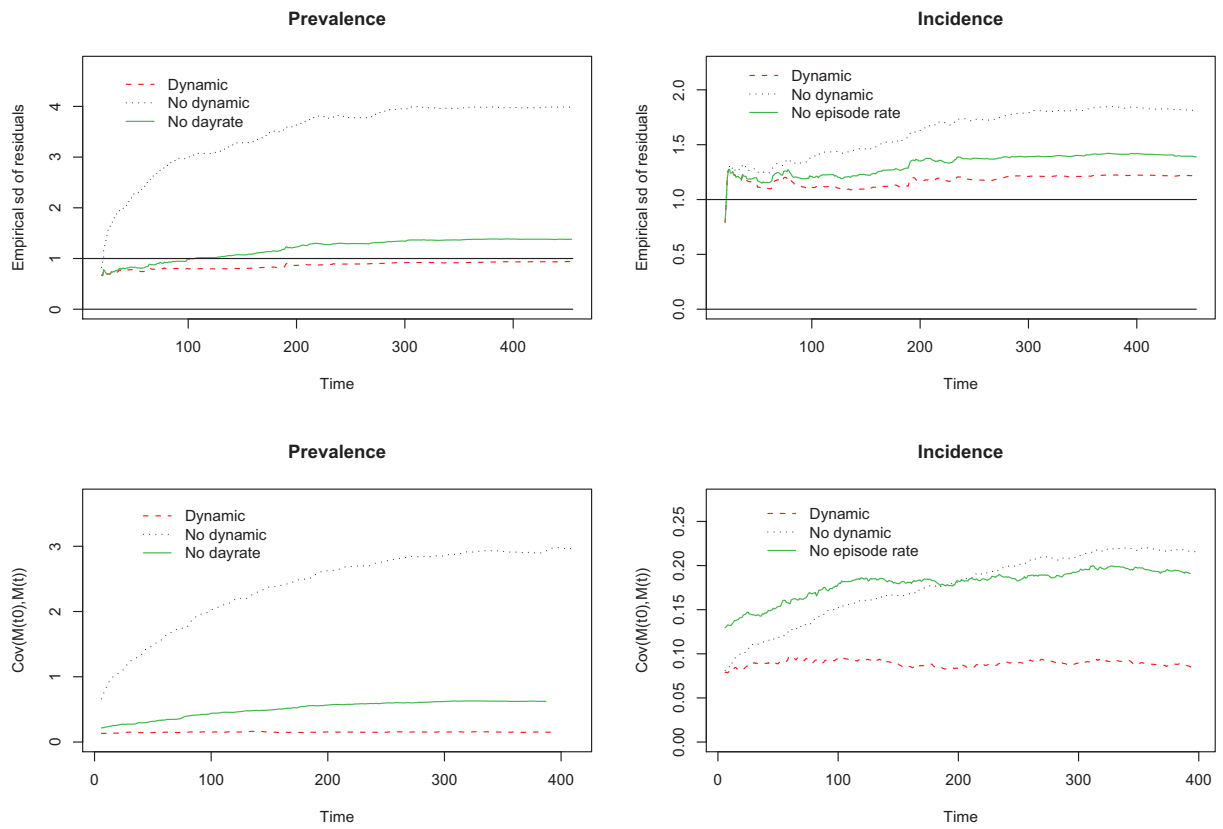 Prevalence
Empirical sd of residuals
4
3
2
1
0
Dynamic
No dynamic
No dayrate
100 200 300 400
Time
Incidence
Empirical sd of residuals
2.0
1.5
1.0
0.5
0.0
Dynamic
No dynamic
No episode rate
100 200 300 400
Time
Prevalence
Cov(M(t0),M(t))
3
2
1
0
Dynamic
No dynamic
No dayrate
0 100 200 300 400
Time
Incidence
Cov(M(t0),M(t))
0.25
0.20
0.15
0.10
0.05
0.00
Dynamic
No dynamic
No episode rate
0 100 200 300 400
Time